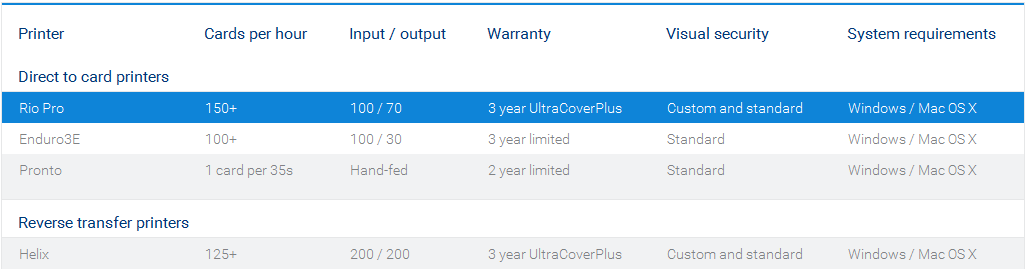 Printer Cards per hour Input / output Warranty Visual security System requirements
Direct to card printers
Rio Pro 150+ 100 / 70 3 year UltraCoverPlus Custom and standard Windows / Mac OS X
Enduro3E 100+ 100 / 30 3 year limited Standard Windows / Mac OS X
Pronto 1 card per 35s Hand-fed 2 year limited Standard Windows / Mac OS X
Reverse transfer printers
Helix 125+ 200 / 200 3 year UltraCoverPlus Custom and standard Windows / Mac OS X